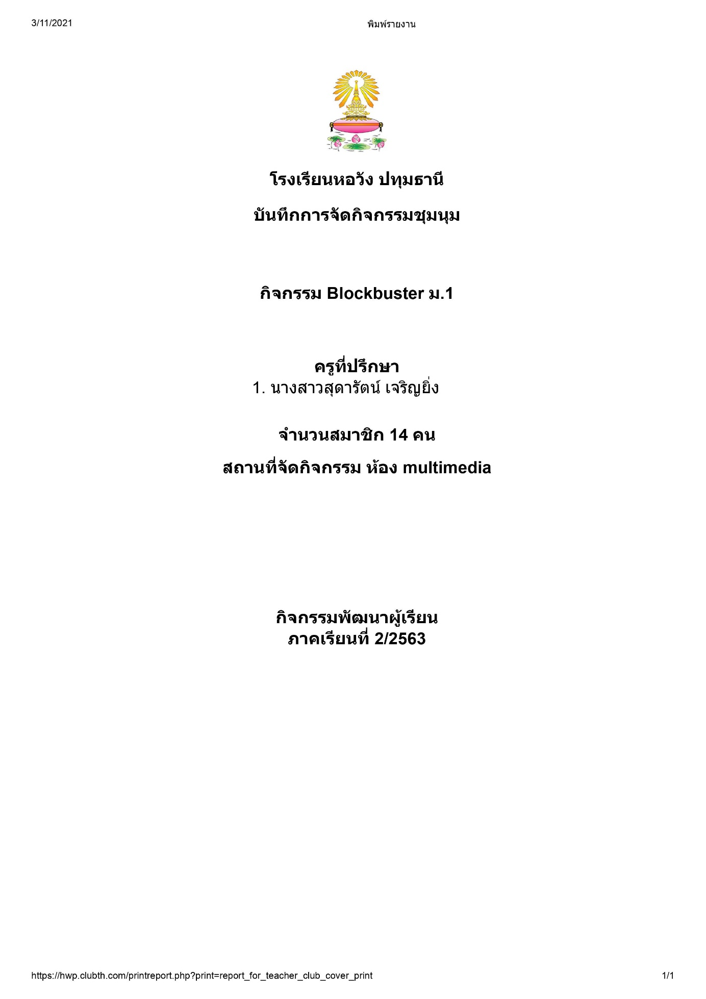 3/11/2021
พิมพ์รายงาน
โรงเรียนหอวัง ปทุมธานี
บันทึกการจัดกิจกรรมชุมนุม
กิจกรรม Blockbuster ม.1
ครูที่ปรึกษา
1. นางสาวสุดารัตน์ เจริญยิ่ง
จำนวนสมาชิก 14 คน
สถานที่จัดกิจกรรม ห้อง multimedia
กิจกรรมพัฒนาผู้เรียน
ภาคเรียนที่ 2/2563
https://hwp.clubth.com/printreport.php?print=report_for_teacher_club_cover_print
1/1